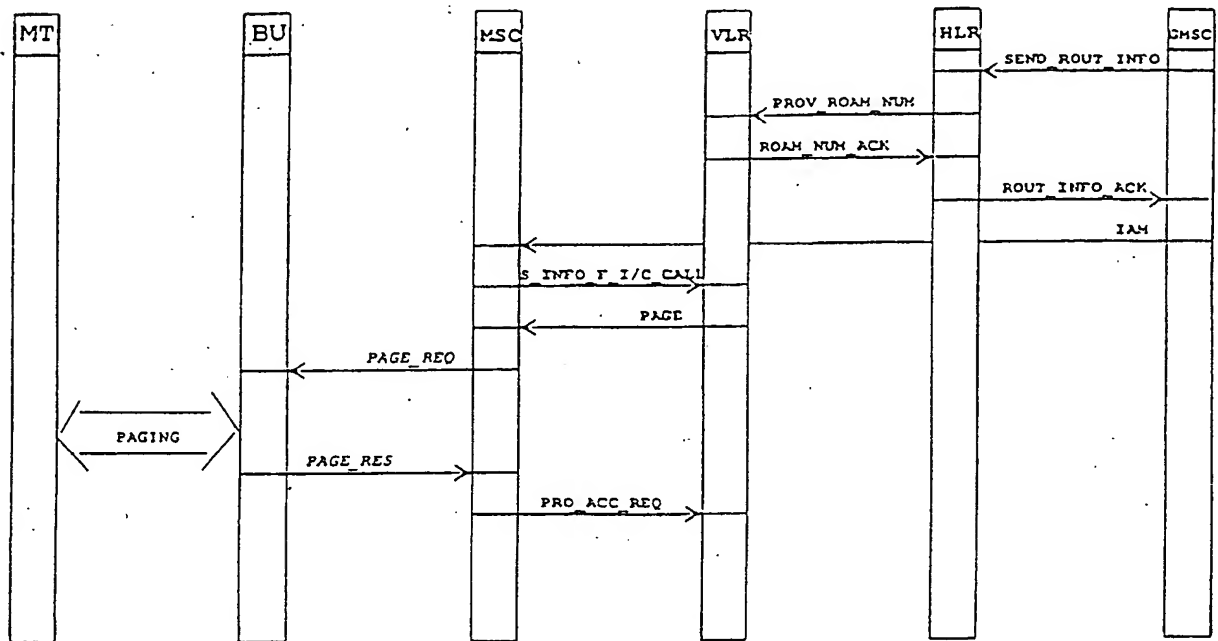 MT BU MSC VLR HLR GMSC
SEND_ROUT_INFO
PROV_ROAM_NUM
ROAM_NUM_ACK
ROUT_INFO_ACK
IAM
S_INFO_F_I/C_CALL
PAGE
PAGE_REQ
PAGING
PAGE_RES
PRO_ACC_REQ